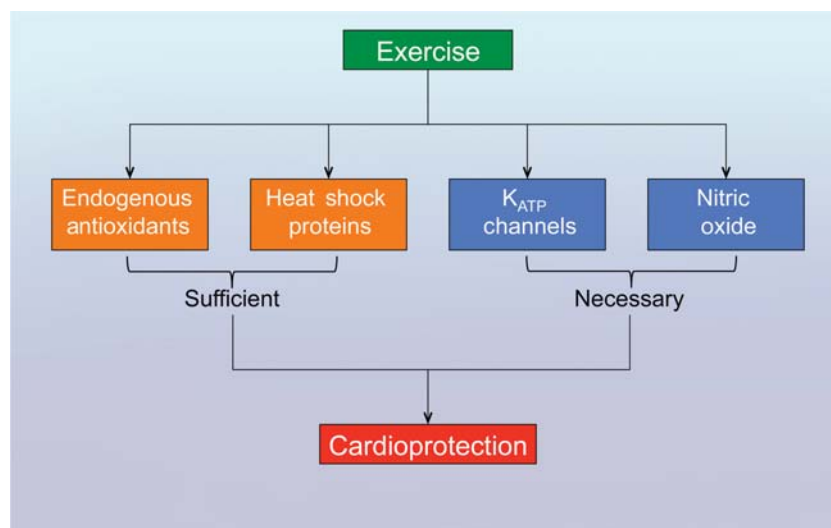 Exercise
Endogenous
antioxidants
Heat shock
proteins
KATP
channels
Nitric
oxide
Sufficient
Necessary
Cardioprotection